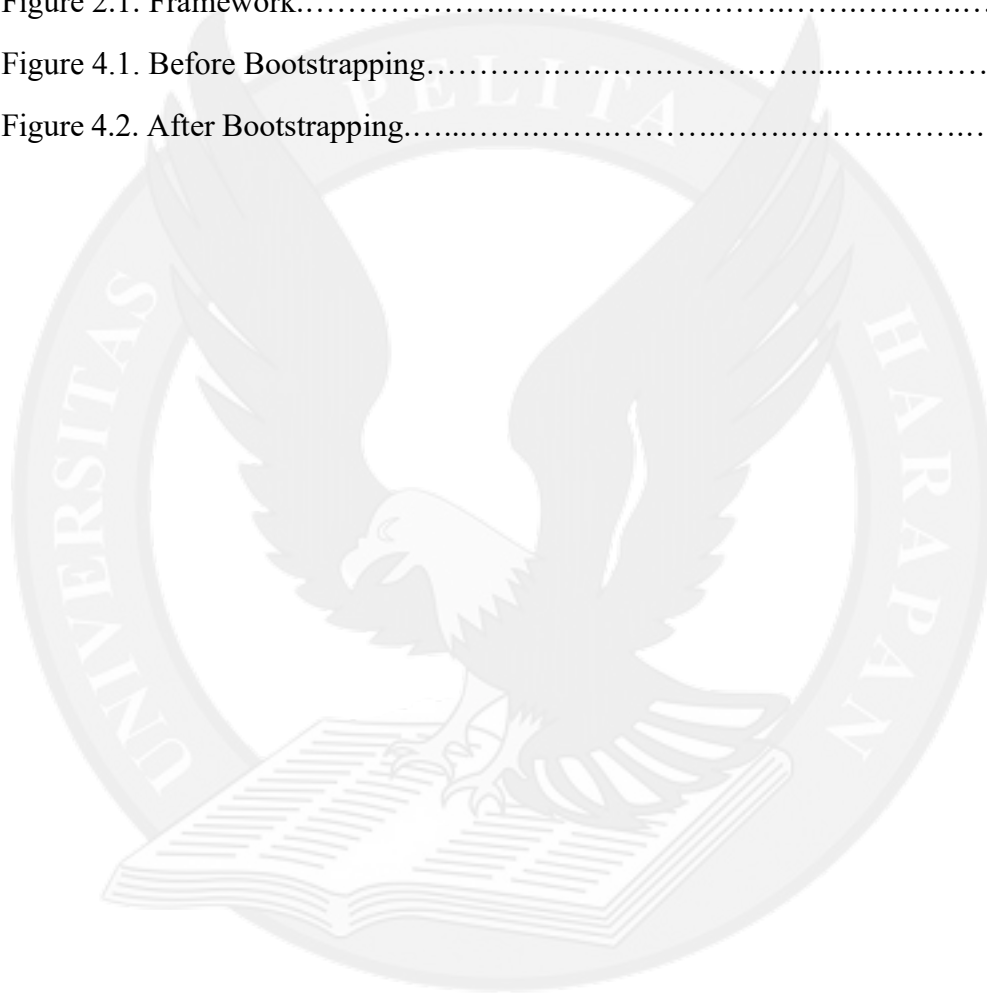 Figure 2.1. Framework.……………….……….……….…….……….…
Figure 4.1. Before Bootstrapping………….….…….…….……...…….……
Figure 4.2. After Bootstrapping.…...…….…….……….…….……….…….…
UNIVERSITAS PELITA HARAPAN